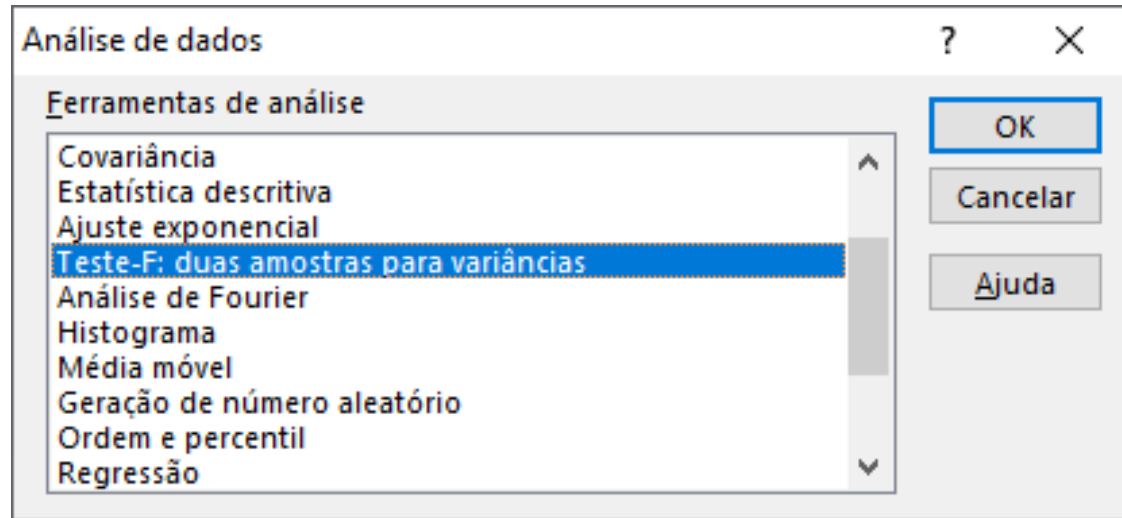 Análise de dados
?
Ferramentas de análise
OK
Covariância
Estatística descritiva
Cancelar
Ajuste exponencial
Teste-F: duas amostras para variâncias
Ajuda
Análise de Fourier
Histograma
Média móvel
Geração de número aleatório
Ordem e percentil
Regressão